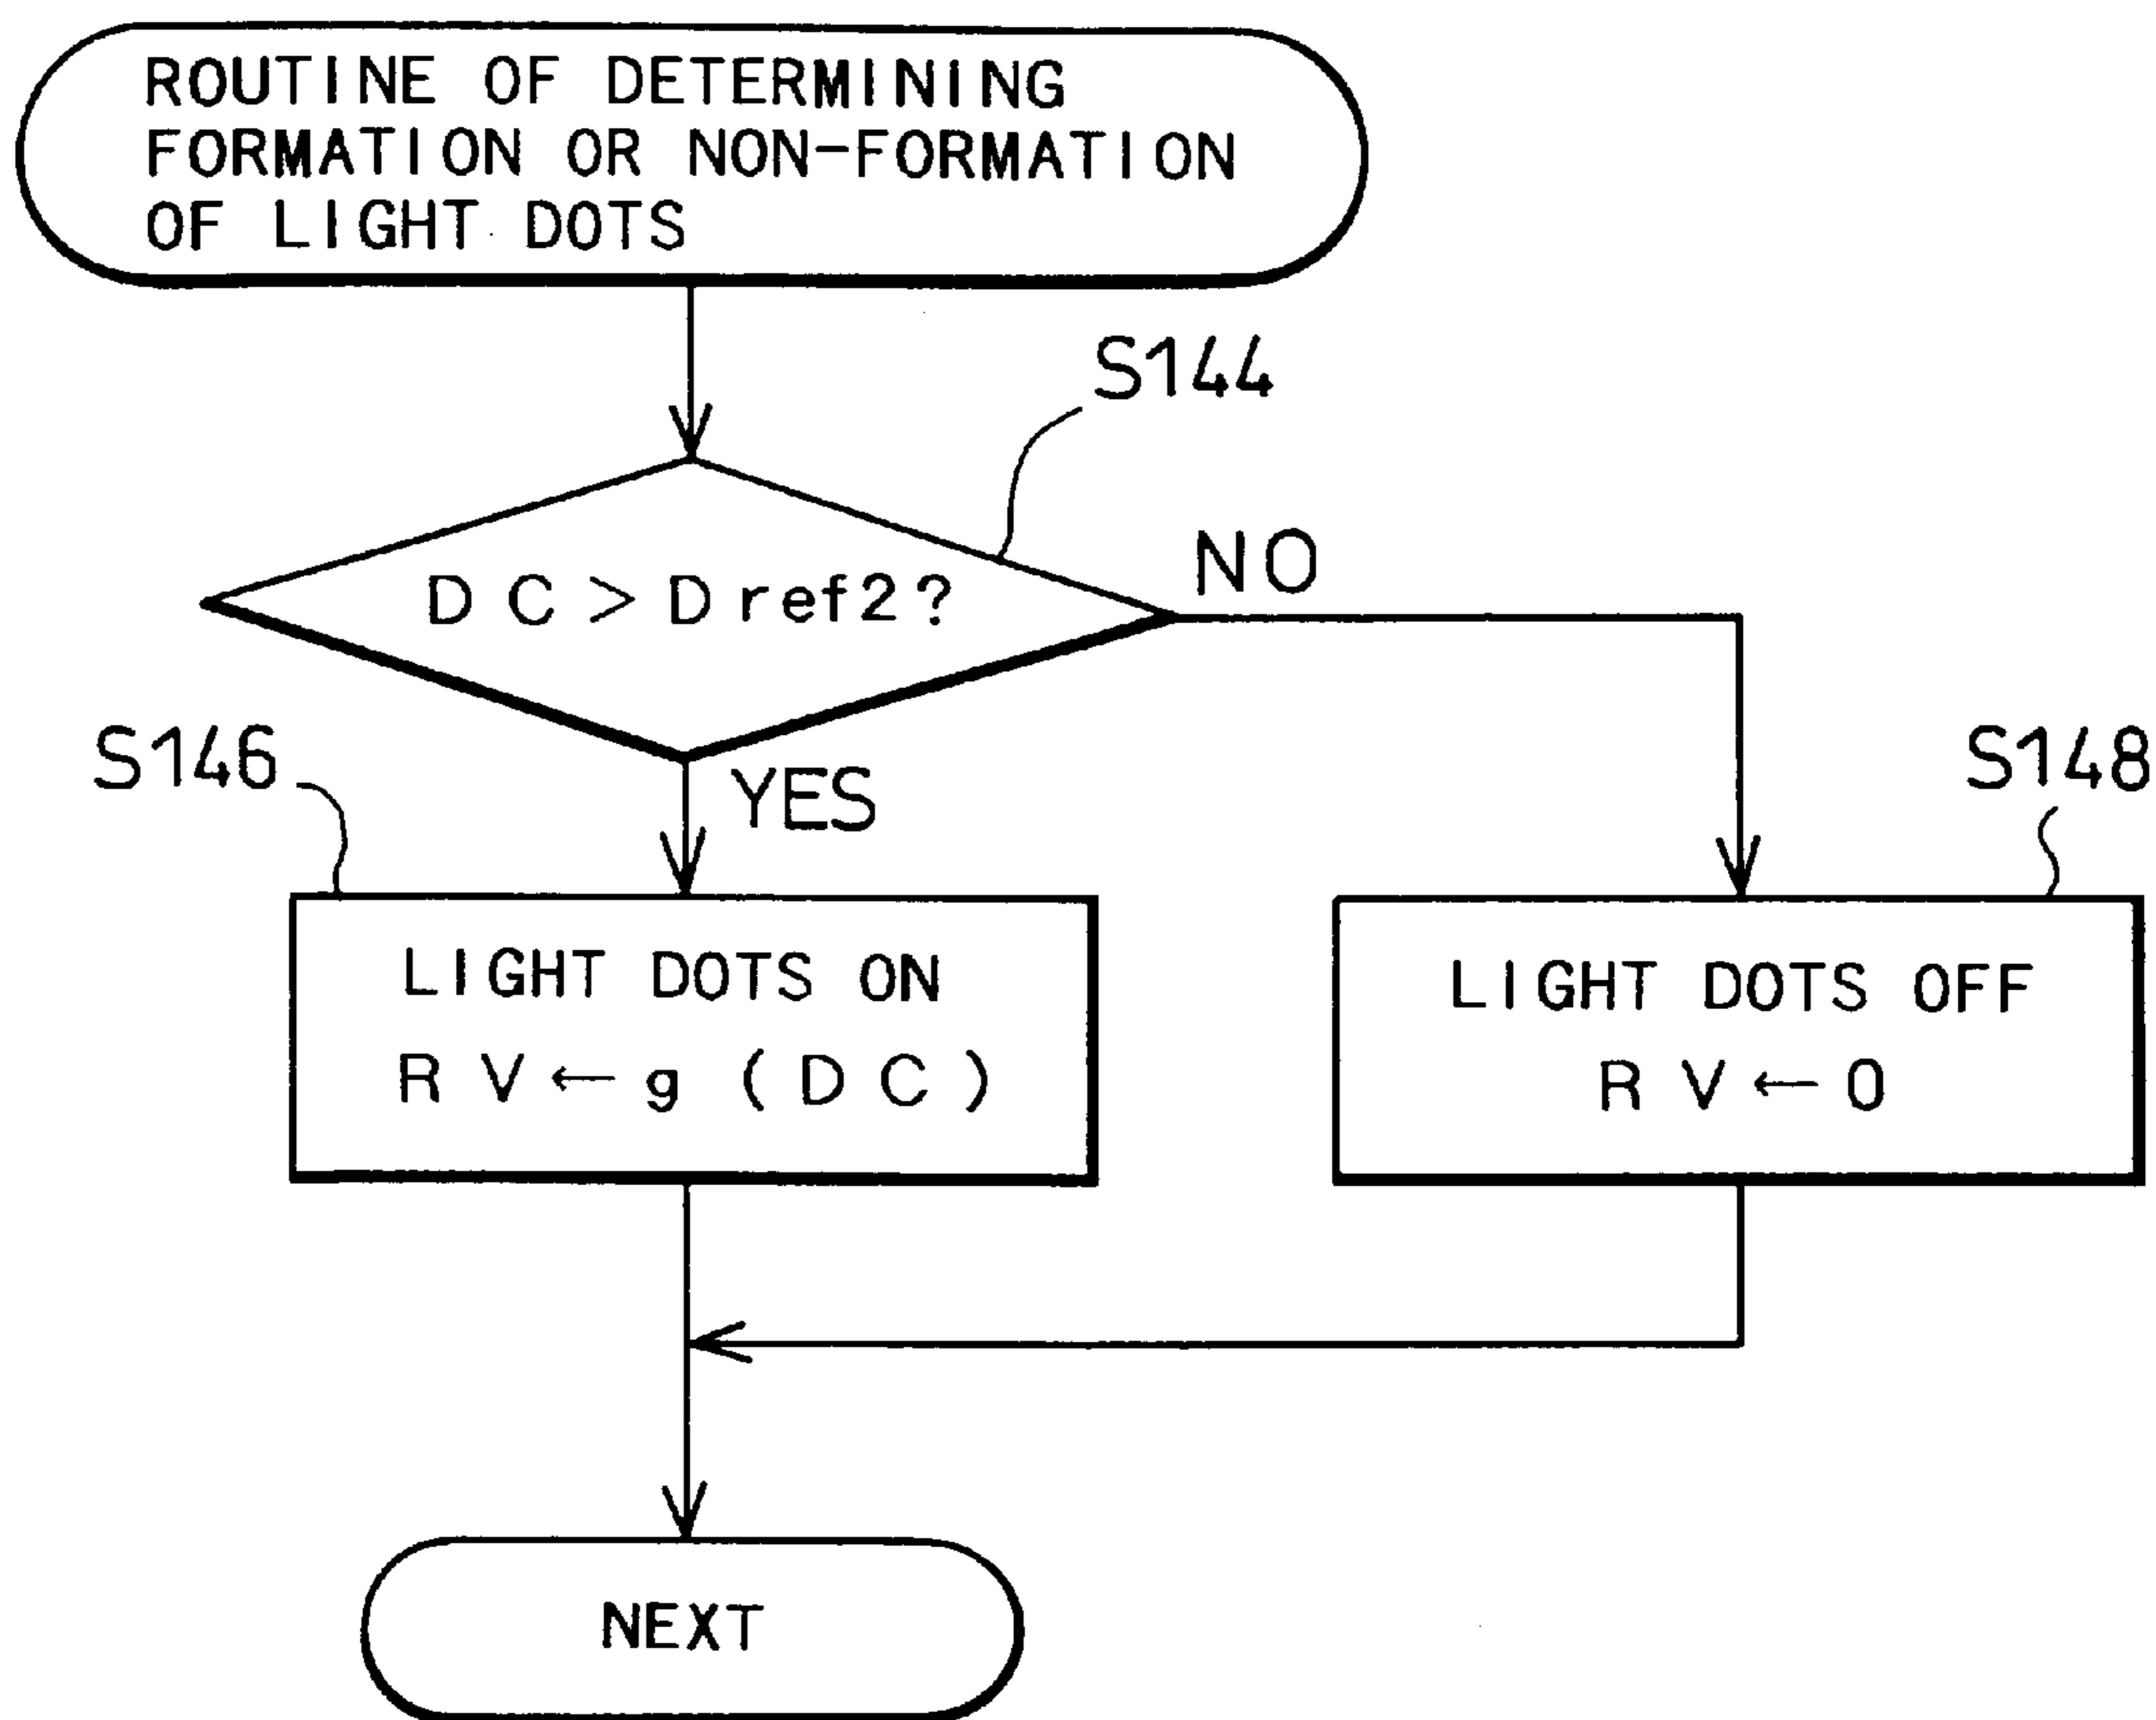 ROUTINE OF DETERMINING
FORMATION OR NON-FORMATION
OF LIGHT DOTS
S144
DC>Dref2?
NO
YES
S146
S148
LIGHT DOTS ON
RV←g (DC)
LIGHT DOTS OFF
RV←0
NEXT